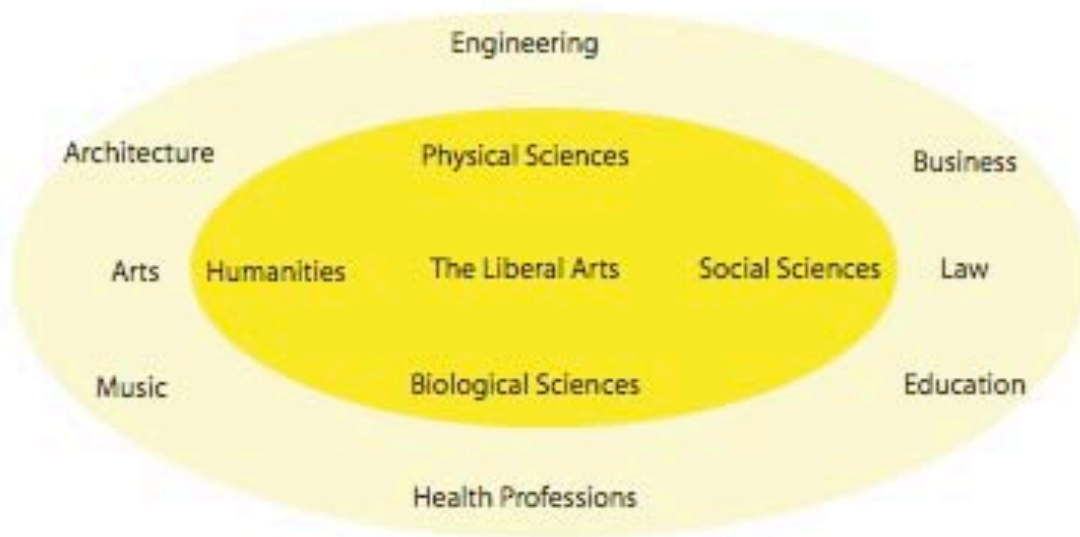 Engineering
Architecture
Physical Sciences
Business
Arts
Humanities
The Liberal Arts
Social Sciences
Law
Music
Biological Sciences
Education
Health Professions